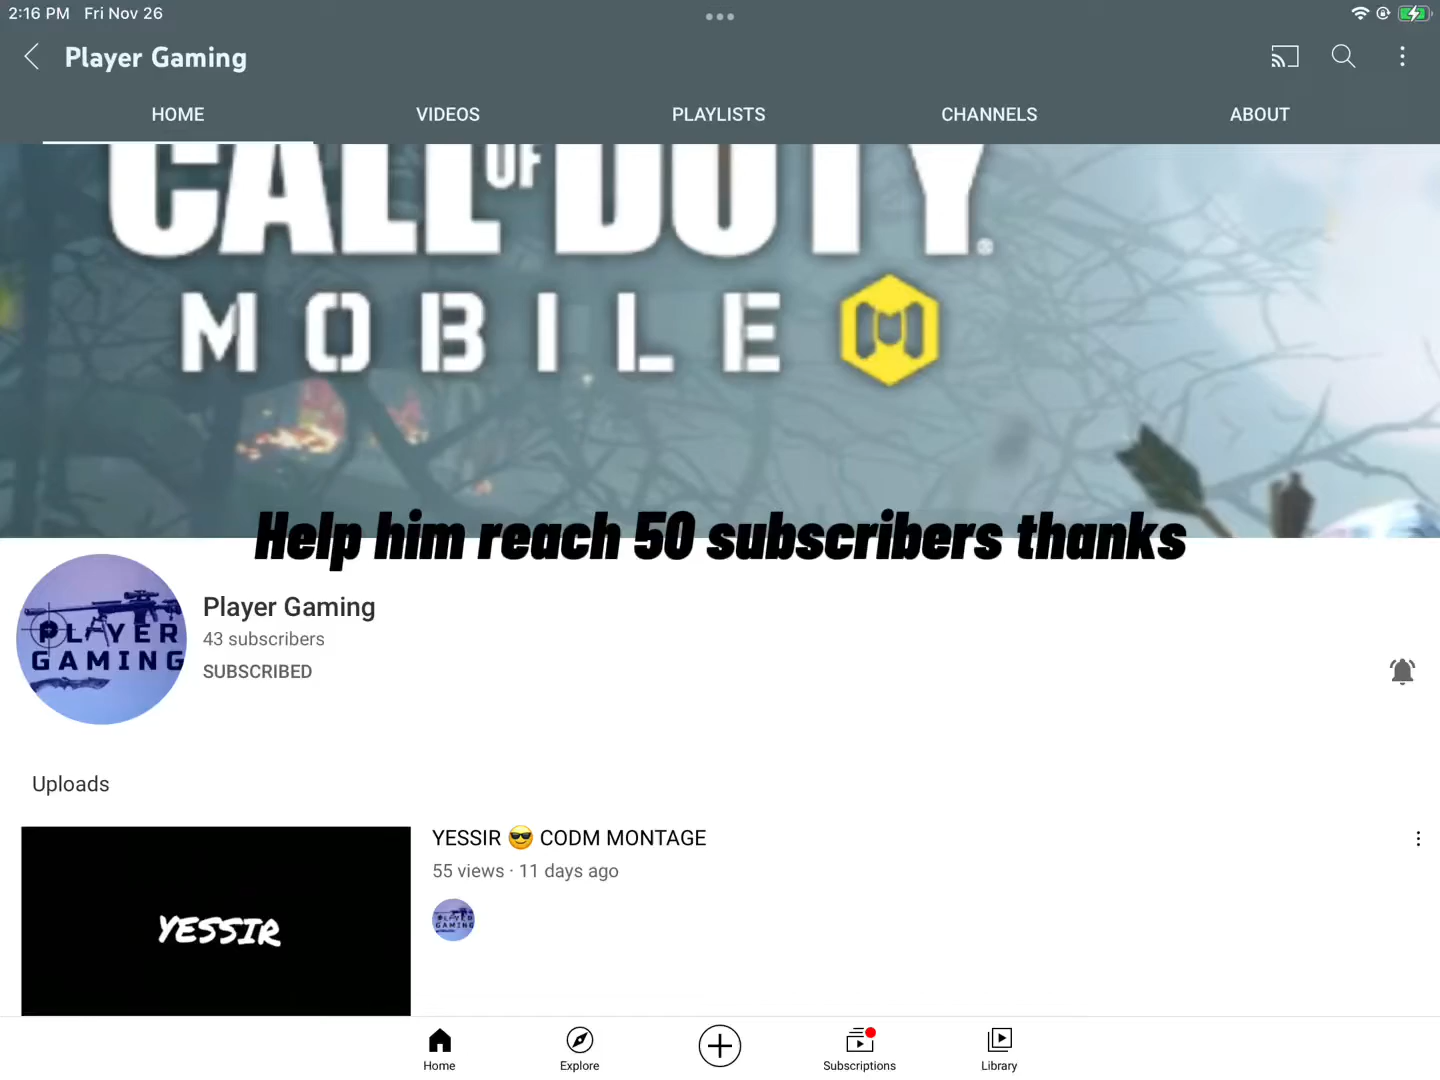 2:16 PM Fri Nov 26
Player Gaming
HOME VIDEOS PLAYLISTS CHANNELS ABOUT
CALL OF DUTY®
MOBILE
Help him reach 50 subscribers thanks
PLAYER
GAMING
Player Gaming
43 subscribers
SUBSCRIBED
Uploads
YESSIR
YESSIR 😎 CODM MONTAGE
55 views · 11 days ago
PLAYER
GAMING
Home Explore Subscriptions Library